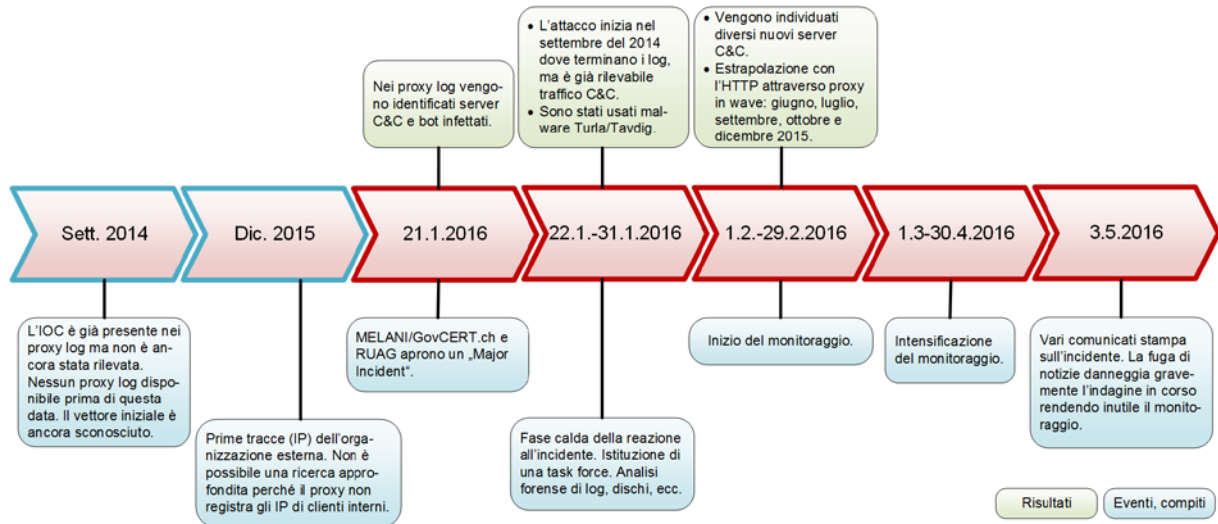 Nei proxy log vengo-
no identificati server
C&C e bot infettati.
• L'attacco inizia nel
settembre del 2014
dove terminano i log,
ma è già rilevabile
traffico C&C.
• Sono stati usati mal-
ware Turla/Tavdig.
• Vengono individuati
diversi nuovi server
C&C.
• Estrapolazione con
l'HTTP attraverso proxy
in wave: giugno, luglio,
settembre, ottobre e
dicembre 2015.
Sett. 2014
Dic. 2015
21.1.2016
22.1.-31.1.2016
1.2.-29.2.2016
1.3-30.4.2016
3.5.2016
L'IOC è già presente nei
proxy log ma non è an-
cora stata rilevata.
Nessun proxy log dispo-
nibile prima di questa
data. Il vettore iniziale è
ancora sconosciuto.
Prime tracce (IP) dell'orga-
nizzazione esterna. Non è
possibile una ricerca appro-
fondita perché il proxy non
registra gli IP di clienti interni.
MELANI/GovCERT.ch e
RUAG aprono un „Major
Incident“.
Fase calda della reazione
all'incidente. Istituzione di
una task force. Analisi
forense di log, dischi, ecc.
Inizio del monitoraggio.
Intensificazione
del monitoraggio.
Vari comunicati stampa
sull'incidente. La fuga di
notizie danneggia grave-
mente l'indagine in corso
rendendo inutile il monito-
raggio.
Risultati
Eventi, compiti